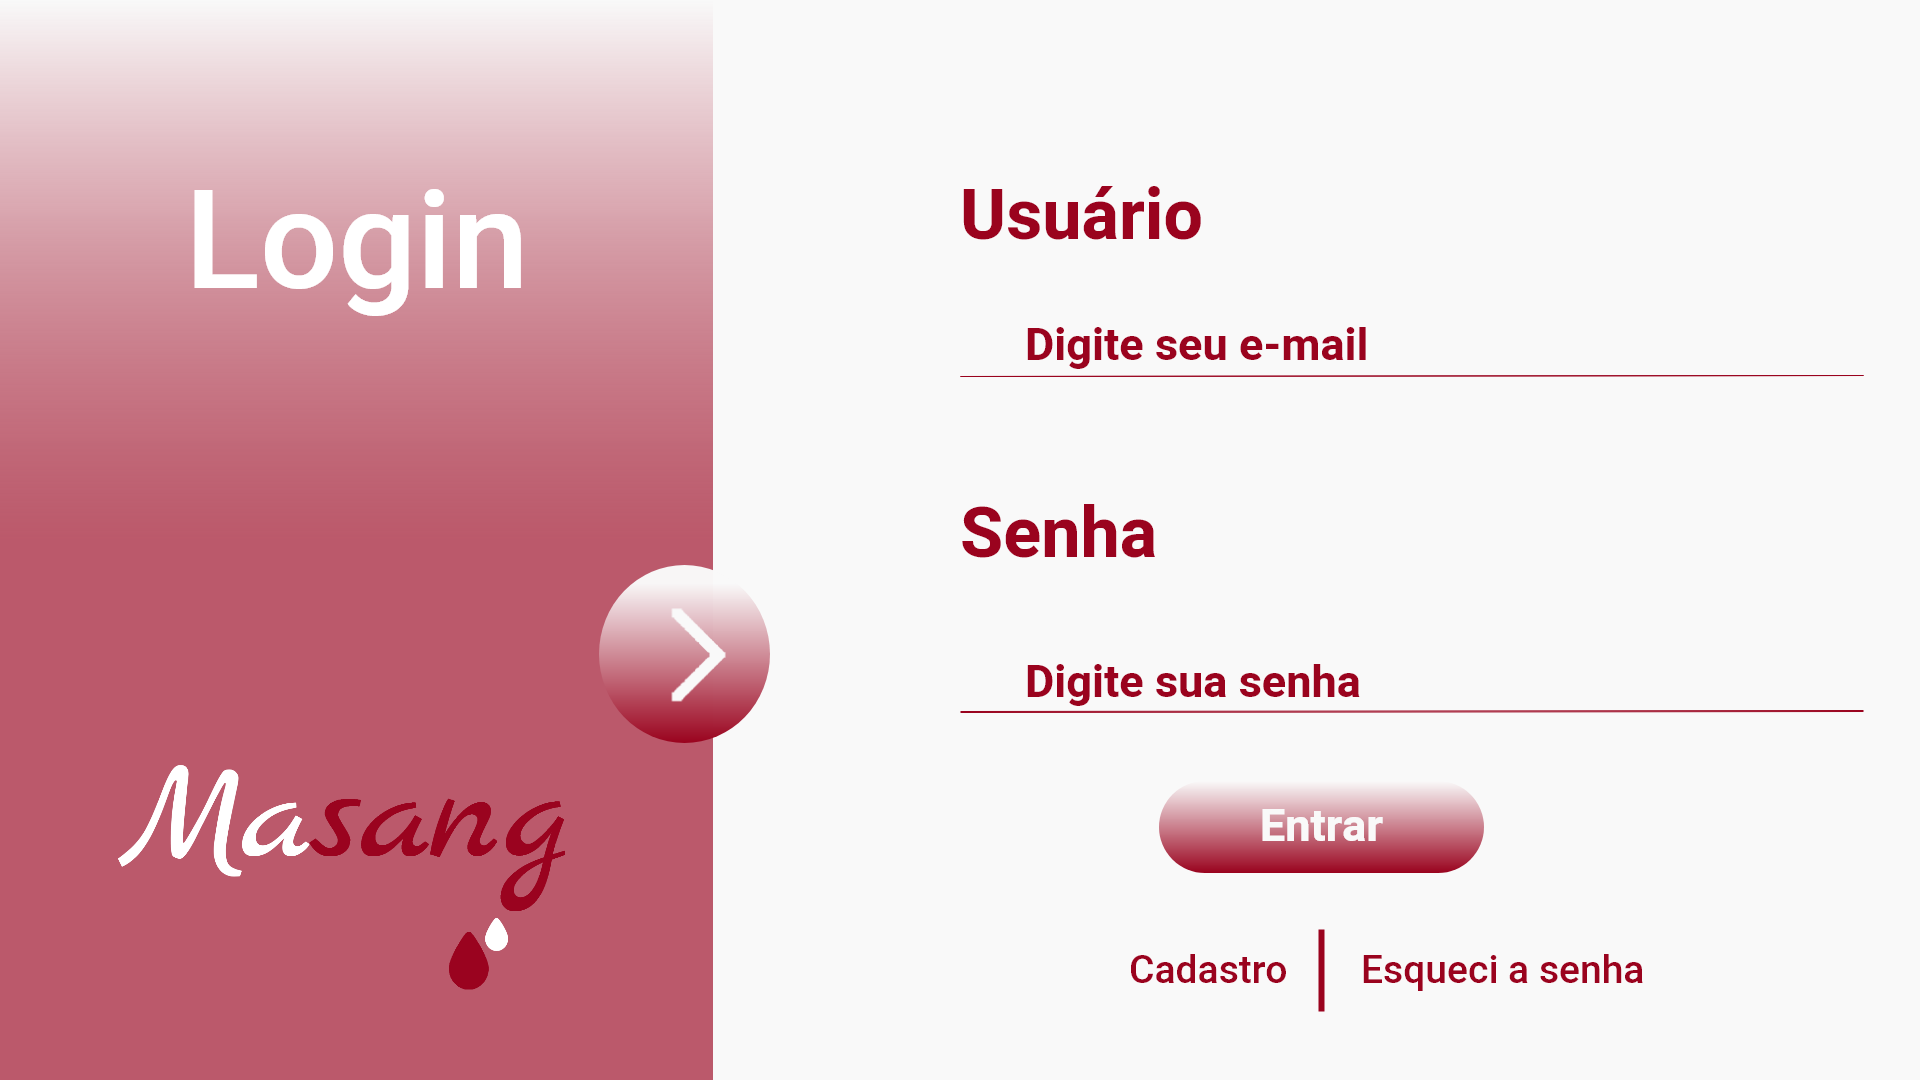 Login
Masang
Usuário
Digite seu e-mail
Senha
Digite sua senha
Entrar
Cadastro
Esqueci a senha